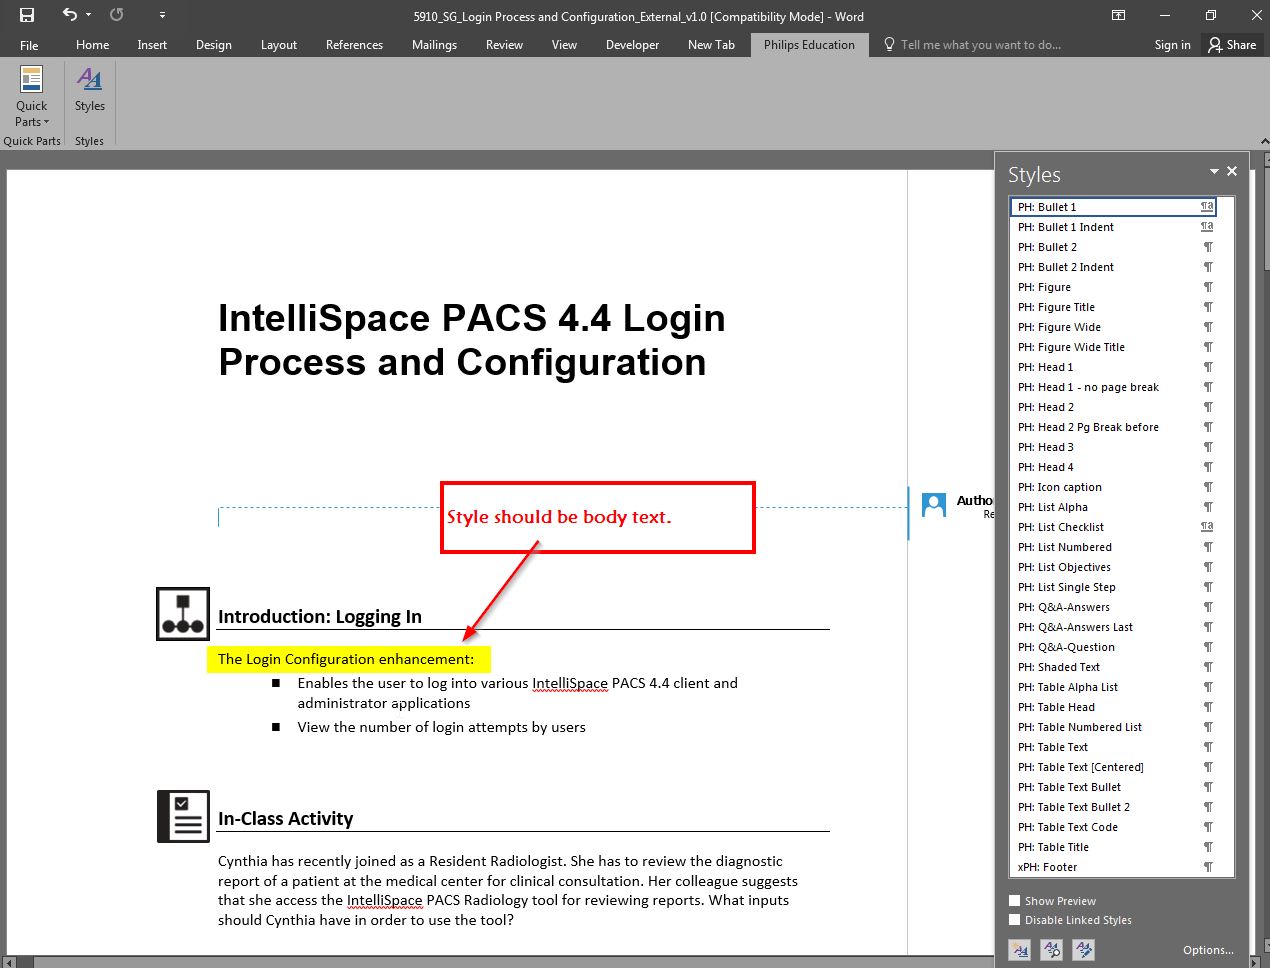 5910_SG_Login Process and Configuration_External_v1.0 [Compatibility Mode] - Word
File Home Insert Design Layout References Mailings Review View Developer New Tab Philips Education Tell me what you want to do... Sign in Share
Quick
Parts
Styles
Quick Parts
Styles
IntelliSpace PACS 4.4 Login
Process and Configuration
Style should be body text.
Introduction: Logging In
The Login Configuration enhancement:
■ Enables the user to log into various IntelliSpace PACS 4.4 client and
administrator applications
■ View the number of login attempts by users
In-Class Activity
Cynthia has recently joined as a Resident Radiologist. She has to review the diagnostic
report of a patient at the medical center for clinical consultation. Her colleague suggests
that she access the IntelliSpace PACS Radiology tool for reviewing reports. What inputs
should Cynthia have in order to use the tool?
Autho
Re
Styles
PH: Bullet 1 ¶a
PH: Bullet 1 Indent ¶a
PH: Bullet 2 ¶
PH: Bullet 2 Indent ¶
PH: Figure ¶
PH: Figure Title ¶
PH: Figure Wide ¶
PH: Figure Wide Title ¶
PH: Head 1 ¶
PH: Head 1 - no page break ¶
PH: Head 2 ¶
PH: Head 2 Pg Break before ¶
PH: Head 3 ¶
PH: Head 4 ¶
PH: Icon caption ¶
PH: List Alpha ¶
PH: List Checklist ¶a
PH: List Numbered ¶
PH: List Objectives ¶
PH: List Single Step ¶
PH: Q&A-Answers ¶
PH: Q&A-Answers Last ¶
PH: Q&A-Question ¶
PH: Shaded Text ¶
PH: Table Alpha List ¶
PH: Table Head ¶
PH: Table Numbered List ¶
PH: Table Text ¶
PH: Table Text [Centered] ¶
PH: Table Text Bullet ¶
PH: Table Text Bullet 2 ¶
PH: Table Text Code ¶
PH: Table Title ¶
xPH: Footer ¶
Show Preview
Disable Linked Styles
Options...